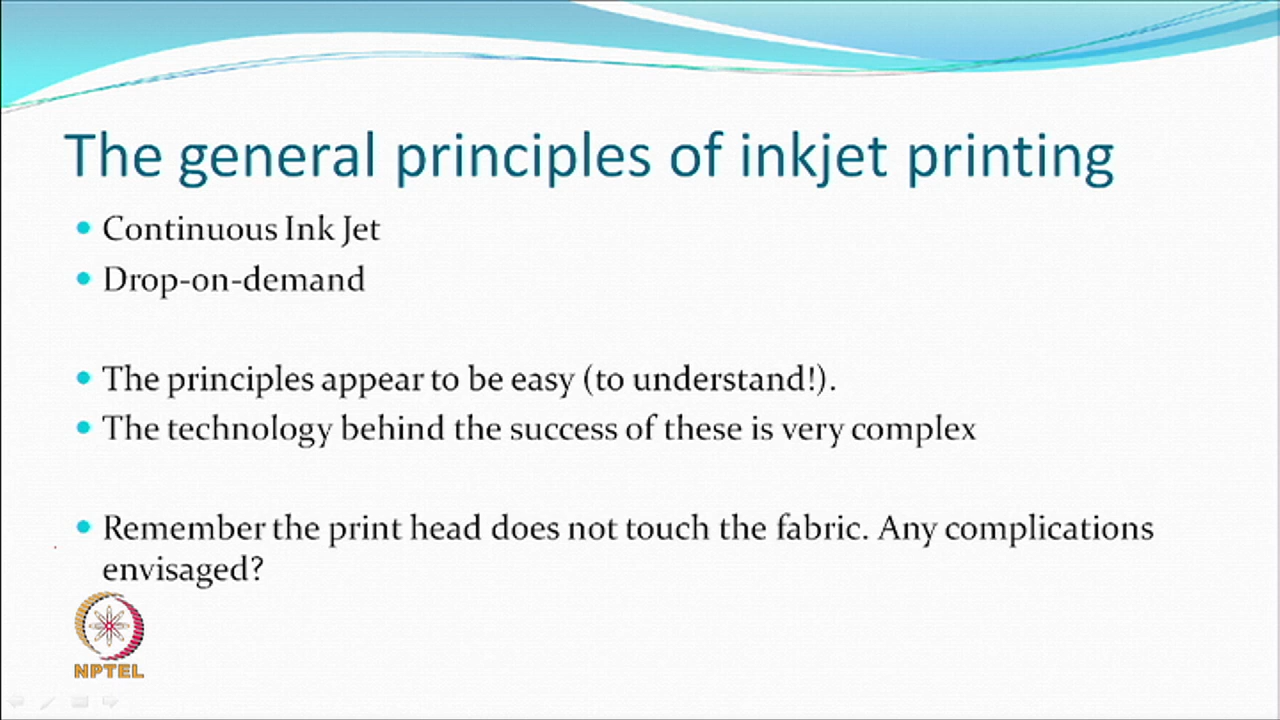 The general principles of inkjet printing
Continuous Ink Jet
Drop-on-demand
The principles appear to be easy (to understand!).
The technology behind the success of these is very complex
Remember the print head does not touch the fabric. Any complications
envisaged?
NPTEL